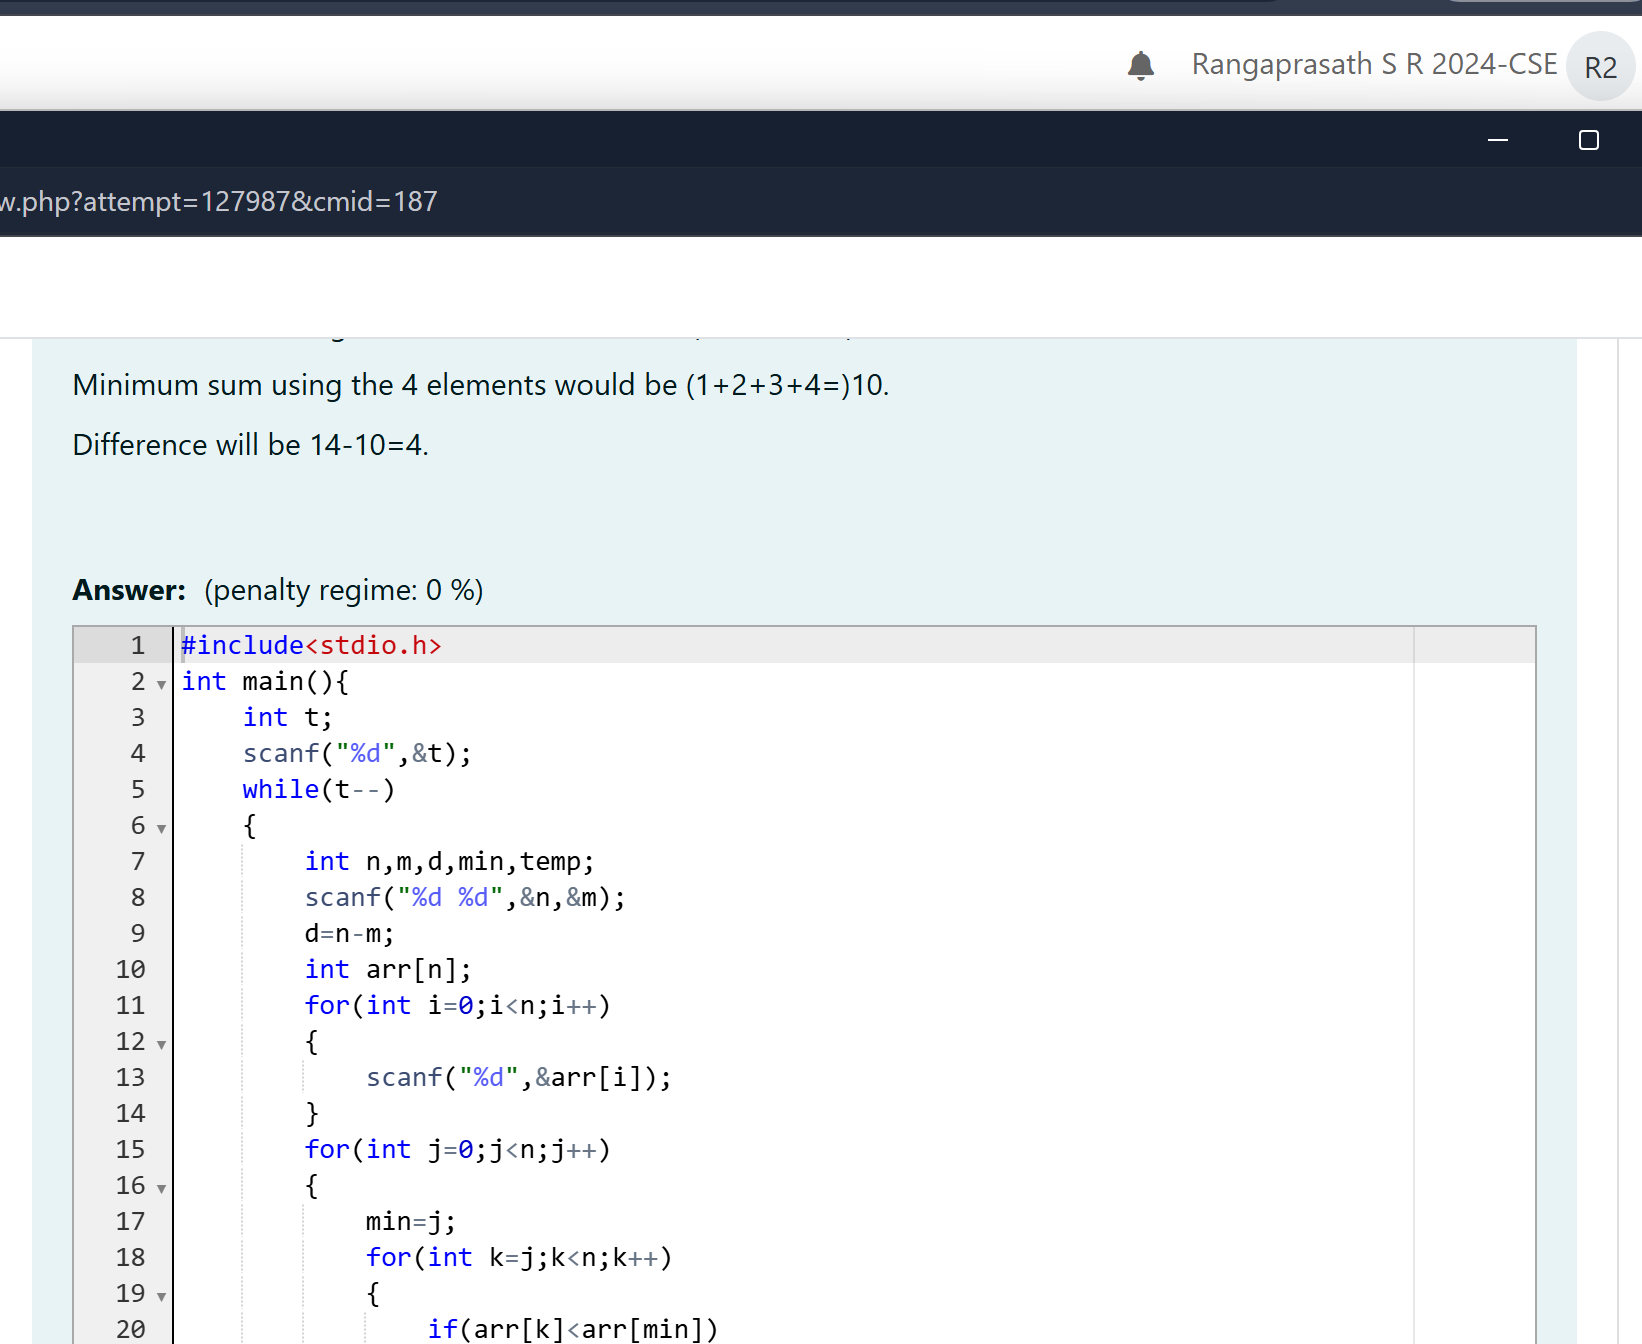 Rangaprasath S R 2024-CSE R2
w.php?attempt=127987&cmid=187
Minimum sum using the 4 elements would be (1+2+3+4=)10.
Difference will be 14-10=4.
Answer: (penalty regime: 0 %)
1 #include<stdio.h>
2 int main(){
3 int t;
4 scanf("%d",&t);
5 while(t--)
6 {
7 int n,m,d,min,temp;
8 scanf("%d %d",&n,&m);
9 d=n-m;
10 int arr[n];
11 for(int i=0;i<n;i++)
12 {
13 scanf("%d",&arr[i]);
14 }
15 for(int j=0;j<n;j++)
16 {
17 min=j;
18 for(int k=j;k<n;k++)
19 {
20 if(arr[k]<arr[min])